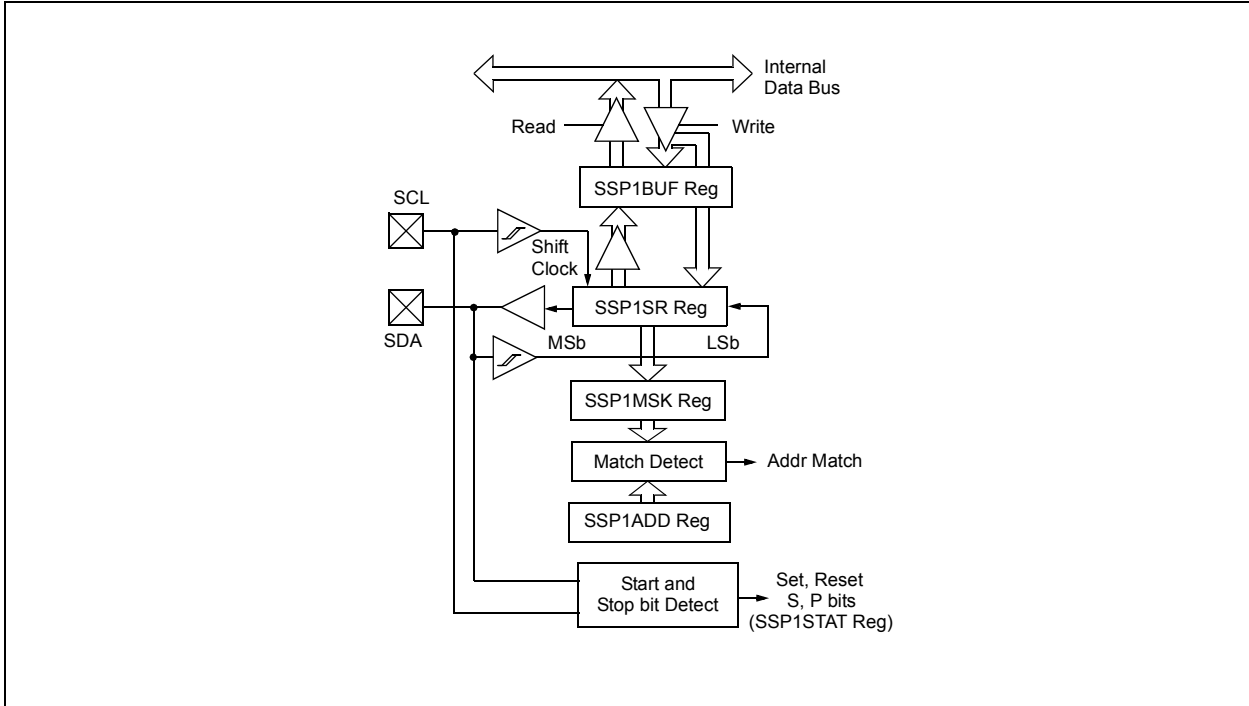 Internal
Data Bus
Read
Write
SSP1BUF Reg
SCL
Shift
Clock
SSP1SR Reg
SDA
MSb
LSb
SSP1MSK Reg
Match Detect
Addr Match
SSP1ADD Reg
Start and
Stop bit Detect
Set, Reset
S, P bits
(SSP1STAT Reg)